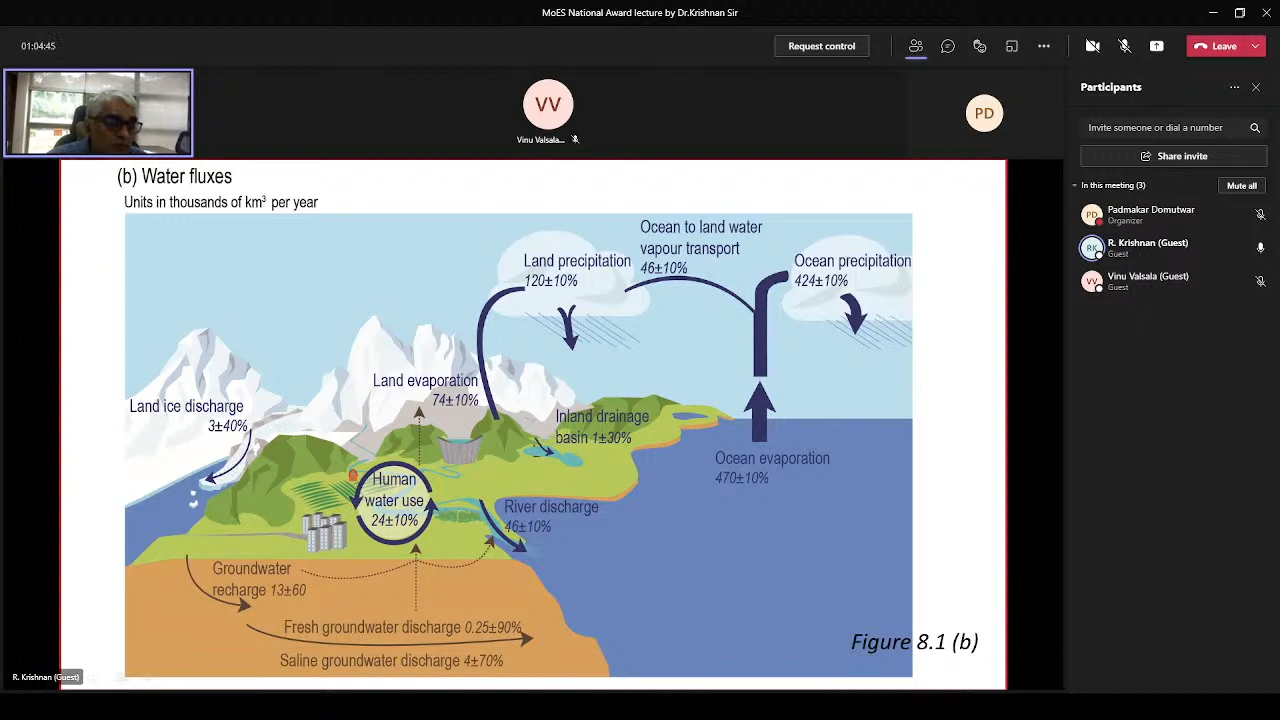 MoES National Award lecture by Dr.Krishnan Sir
01:04:45
Request control
Leave
VV
Vinu Valsala...
PD
Participants
Invite someone or dial a number
Share invite
In this meeting (3)
Mute all
PD
Padmakar Domutwar
Organizer
RK
R. Krishnan (Guest)
Guest
VV
Vinu Valsala (Guest)
Guest
(b) Water fluxes
Units in thousands of km³ per year
Ocean to land water
vapour transport
46±10%
Land precipitation
120±10%
Ocean precipitation
424±10%
Land evaporation
74±10%
Land ice discharge
3±40%
Inland drainage
basin 1±30%
Ocean evaporation
470±10%
Human
water use
24±10%
River discharge
46±10%
Groundwater
recharge 13±60
Fresh groundwater discharge 0.25±90%
Saline groundwater discharge 4±70%
Figure 8.1 (b)
R. Krishnan (Guest)